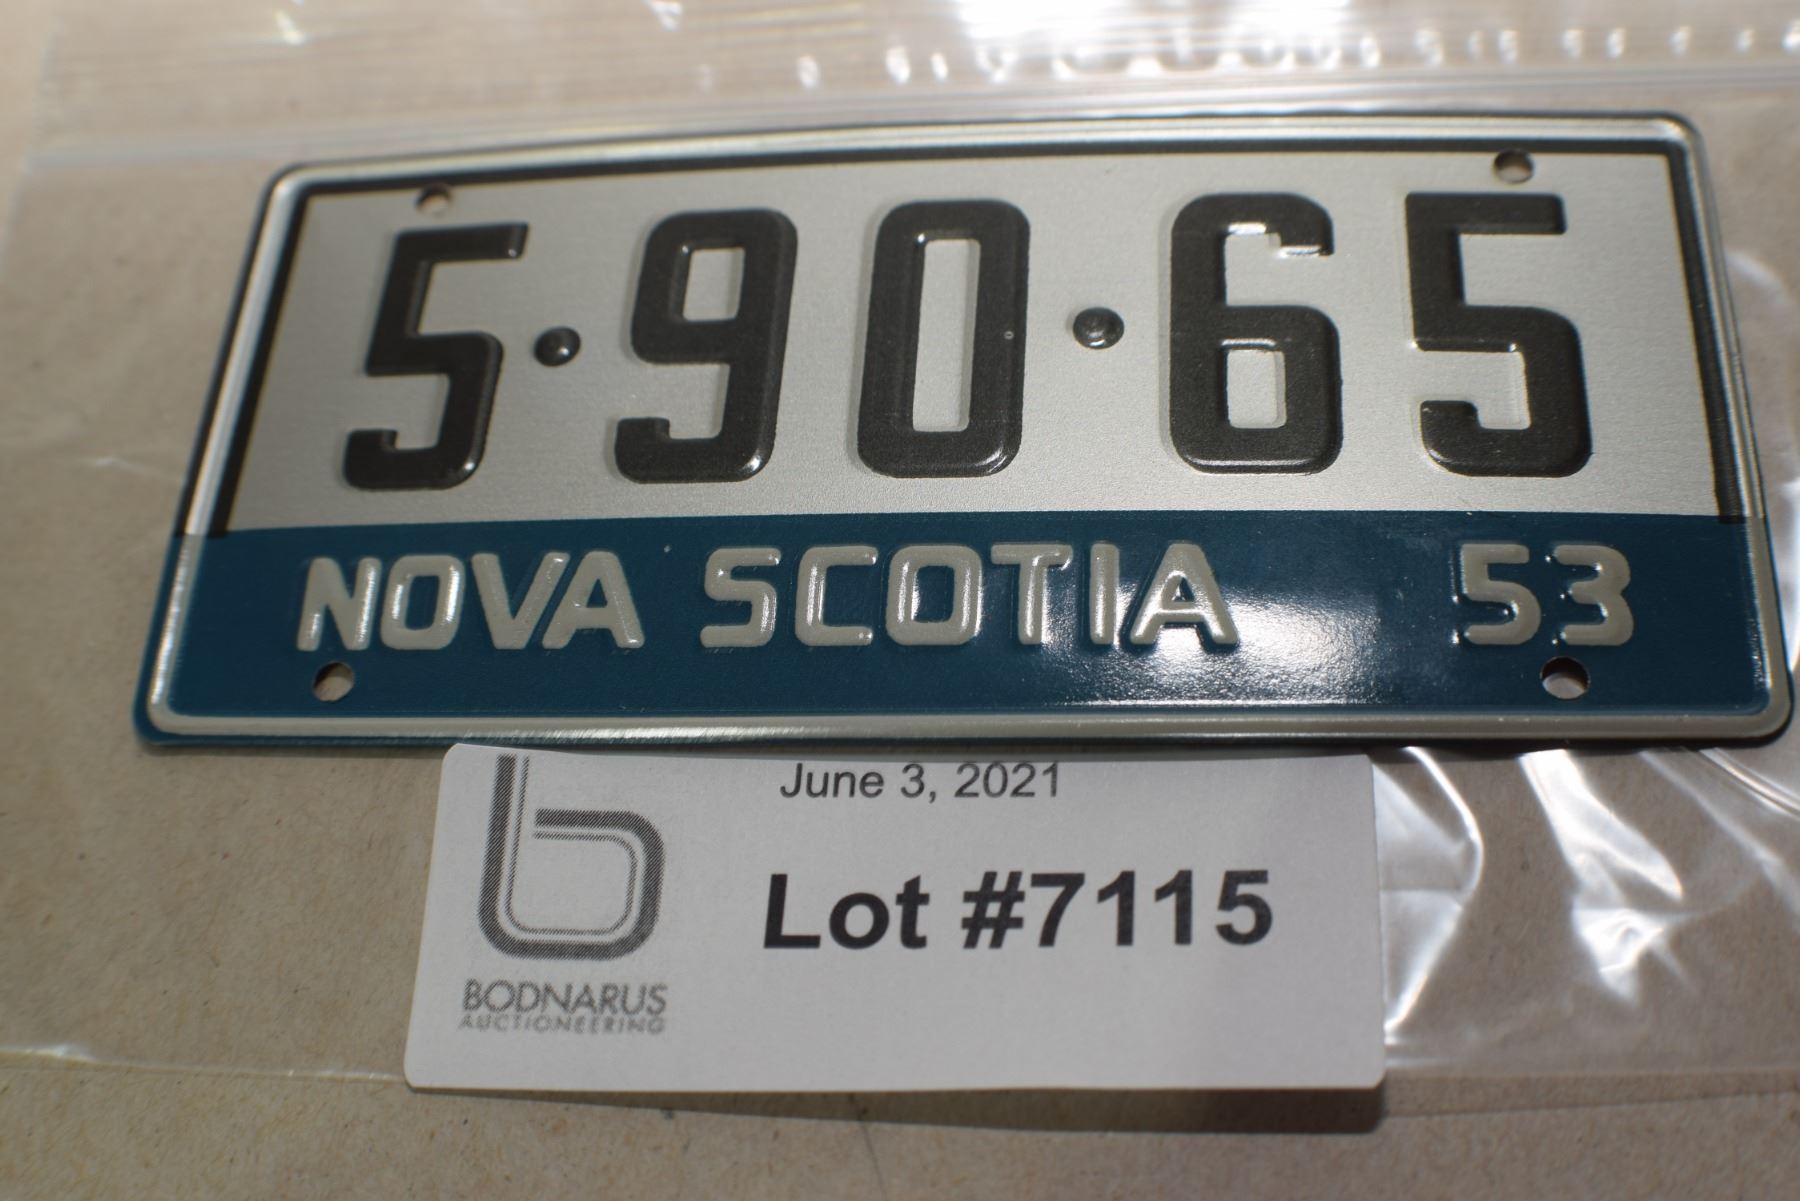 5·90·65
NOVA SCOTIA 53
June 3, 2021
Lot #7115
BODNARUS
AUCTIONEERING